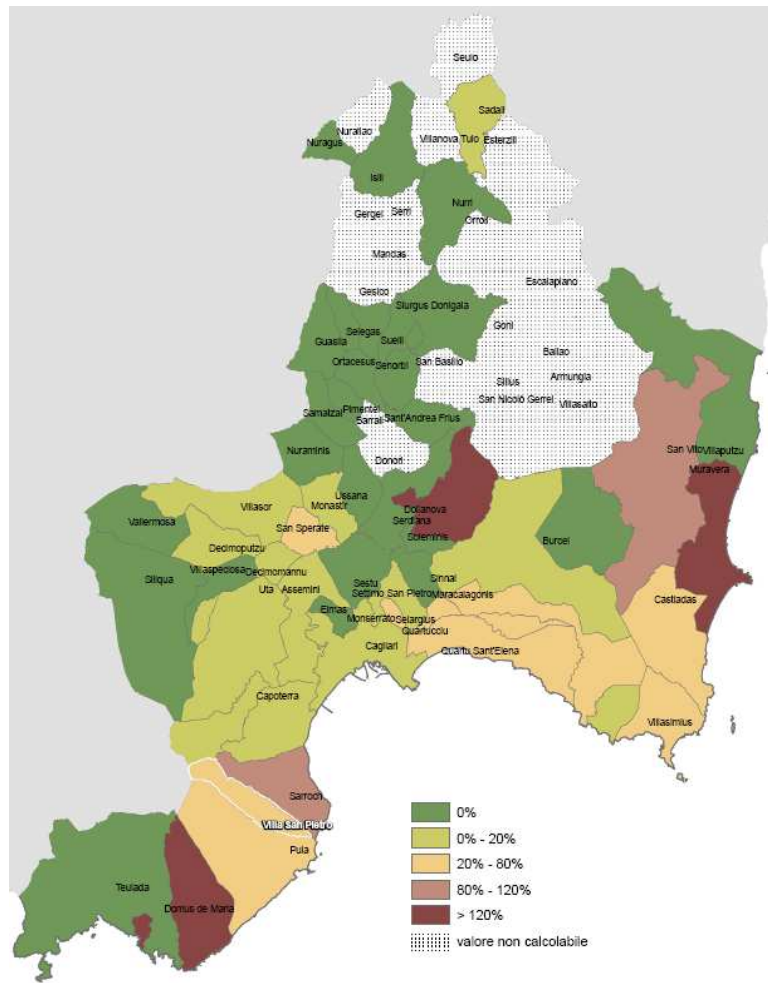 Seulo
Sadali
Nurallao
Villanova Tulo
Esterzili
Nuragus
Isili
Nurri
Gergei
Serri
Orroli
Mandas
Escalaplano
Gesico
Siurgus Donigala
Goni
Selegas
Guasila
Suelli
Ballao
Ortacesus
Senorbì
San Basilio
Silius
Armungia
San Nicolò Gerrei
Villasalto
Samatzai
Pimentel
Barrali
Sant'Andrea Frius
San Vito
Villaputzu
Nuraminis
Donori
Muravera
Ussana
Villasor
Monastir
Dolianova
Vallermosa
San Sperate
Serdiana
Soleminis
Burcei
Decimoputzu
Siliqua
Villaspeciosa
Decimomannu
Sestu
Sinnai
Uta
Assemini
Settimo San Pietro
Maracalagonis
Castiadas
Elmas
Monserrato
Selargius
Quartucciu
Cagliari
Quartu Sant'Elena
Capoterra
Villasimius
Sarroch
Villa San Pietro
Pula
Teulada
Domus de Maria
0%
0% - 20%
20% - 80%
80% - 120%
> 120%
valore non calcolabile